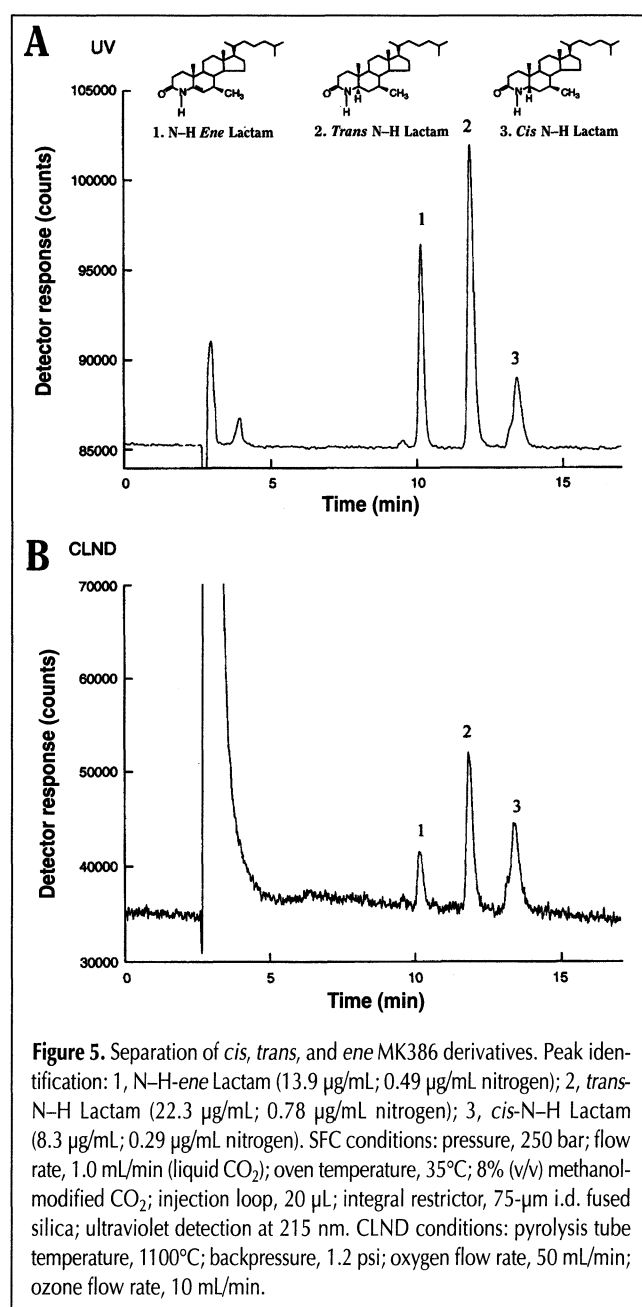 A
UV
1. N–H Ene Lactam
2. Trans N–H Lactam
3. Cis N–H Lactam
O
N
H
CH₃
O
N
H
H
CH₃
O
N
H
H
CH₃
Detector response (counts)
105000
100000
95000
90000
85000
1
2
3
0
5
10
15
Time (min)
B
CLND
Detector response (counts)
70000
60000
50000
40000
30000
1
2
3
0
5
10
15
Time (min)
Figure 5. Separation of cis, trans, and ene MK386 derivatives. Peak iden-
tification: 1, N–H-ene Lactam (13.9 µg/mL; 0.49 µg/mL nitrogen); 2, trans-
N–H Lactam (22.3 µg/mL; 0.78 µg/mL nitrogen); 3, cis-N–H Lactam
(8.3 µg/mL; 0.29 µg/mL nitrogen). SFC conditions: pressure, 250 bar; flow
rate, 1.0 mL/min (liquid CO₂); oven temperature, 35°C; 8% (v/v) methanol-
modified CO₂; injection loop, 20 µL; integral restrictor, 75-µm i.d. fused
silica; ultraviolet detection at 215 nm. CLND conditions: pyrolysis tube
temperature, 1100°C; backpressure, 1.2 psi; oxygen flow rate, 50 mL/min;
ozone flow rate, 10 mL/min.